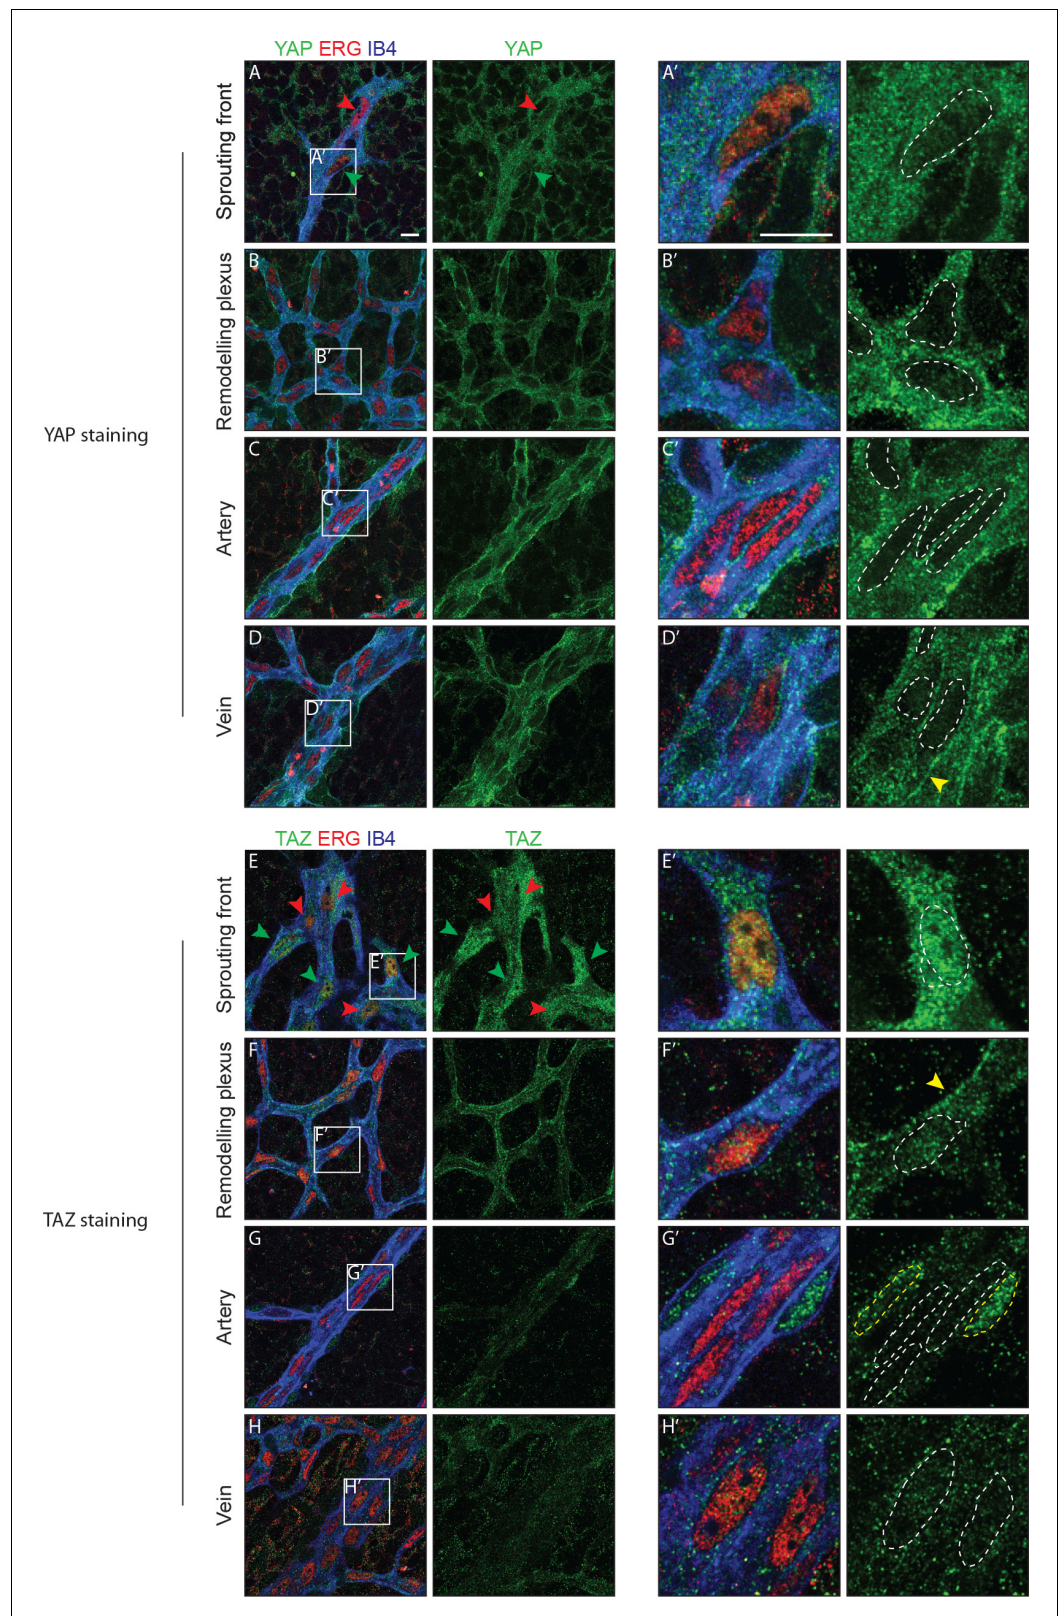 YAP ERG IB4
YAP
Sprouting front
A
A'
A'
Remodelling plexus
B
B'
B'
YAP staining
Artery
C
C'
C'
Vein
D
D'
D'
TAZ ERG IB4
TAZ
Sprouting front
E
E'
E'
Remodelling plexus
F
F'
F'
TAZ staining
Artery
G
G'
G'
Vein
H
H'
H'